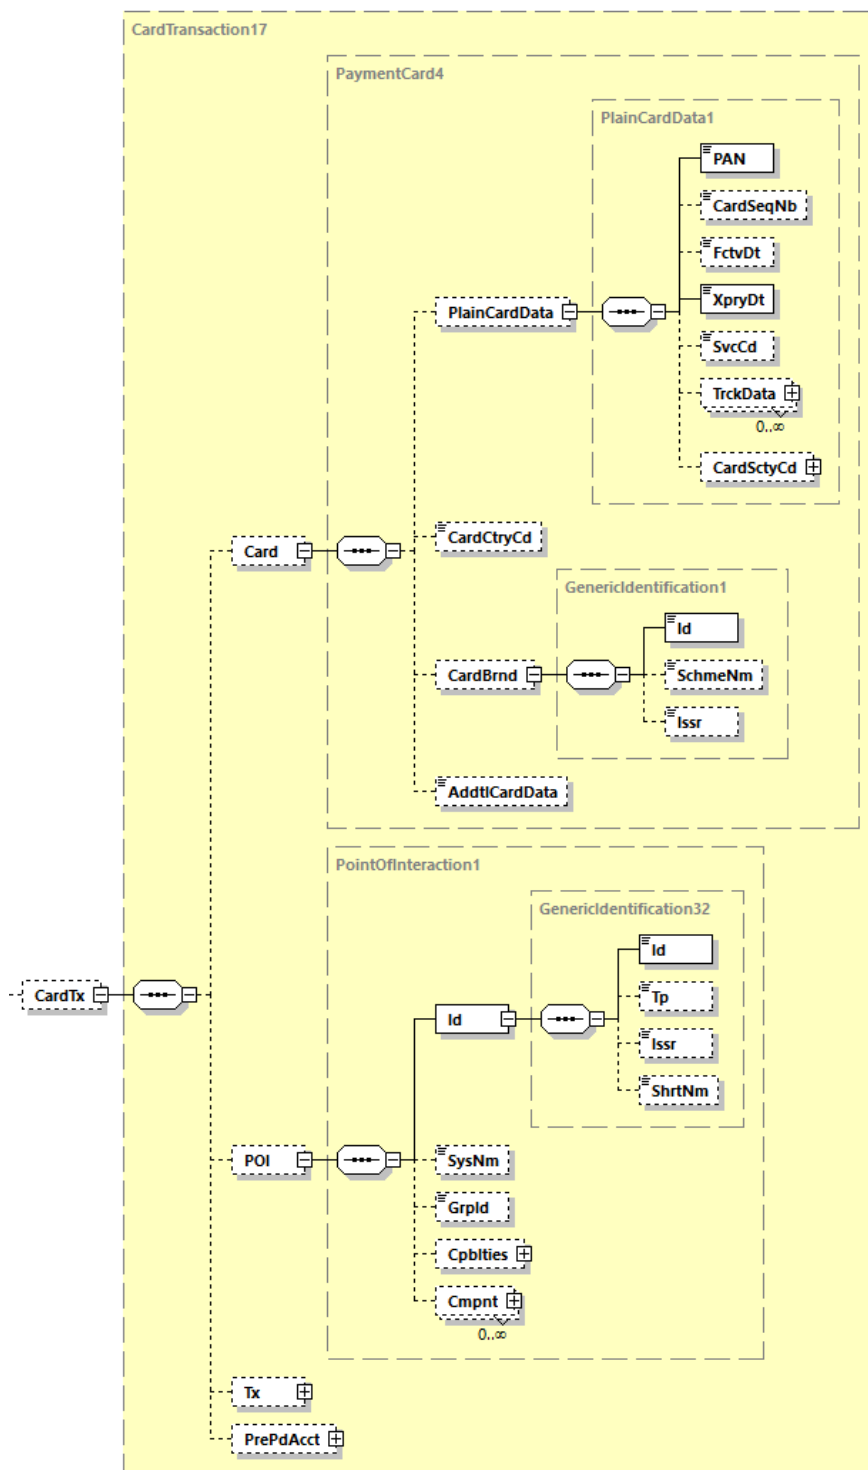 CardTransaction17
PaymentCard4
PlainCardData1
PAN
CardSeqNb
FctvDt
PlainCardData
XpryDt
SvcCd
TrckData
0..∞
CardSctyCd
Card
CardCtryCd
GenericIdentification1
Id
CardBrnd
SchmeNm
Issr
AddtlCardData
PointOfInteraction1
GenericIdentification32
Id
CardTx
Tp
Id
Issr
ShrtNm
POI
SysNm
GrpId
Cpblties
Cmpnt
0..∞
Tx
PrePdAcct